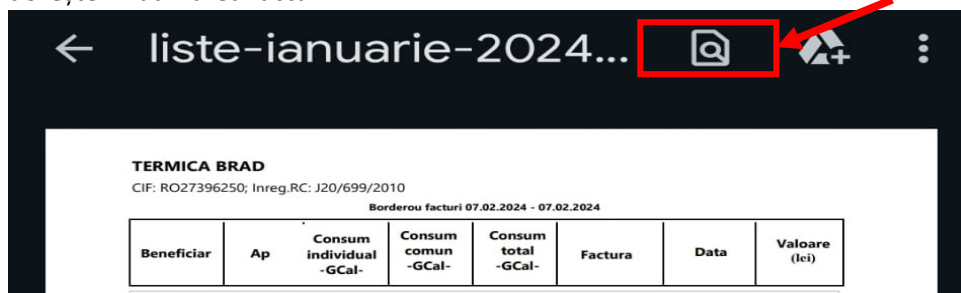 liste-ianuarie-2024...
TERMICA BRAD
CIF: RO27396250; Inreg.RC: J20/699/2010
Borderou facturi 07.02.2024 - 07.02.2024
Beneficiar Ap Consum individual -GCal- Consum comun -GCal- Consum total -GCal- Factura Data Valoare (lei)